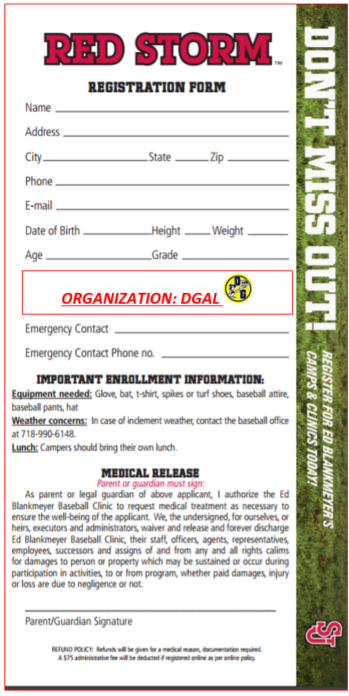 RED STORM™
REGISTRATION FORM
Name
Address
City State Zip
Phone
E-mail
Date of Birth Height Weight
Age Grade
ORGANIZATION: DGAL
D G
Emergency Contact
Emergency Contact Phone no.
IMPORTANT ENROLLMENT INFORMATION:
Equipment needed: Glove, bat, t-shirt, spikes or turf shoes, baseball attire,
baseball pants, hat
Weather concerns: In case of indement weather, contact the baseball office
at 718-990-6148.
Lunch: Campers should bring their own lunch.
MEDICAL RELEASE
Parent or guardian must sign:
As parent or legal guardian of above applicant, I authorize the Ed
Blankmeyer Baseball Clinic to request medical treatment as necessary to
ensure the well-being of the applicant. We, the undersigned, for ourselves, or
heirs, executors and administrators, waiver and release and forever discharge
Ed Blankmeyer Baseball Clinic, their staff, officers, agents, representatives,
employees, successors and assigns of and from any and all rights calims
for damages to person or property which may be sustained or occur during
participation in activities, to or from program, whether paid damages, injury
or loss are due to negligence or not.
Parent/Guardian Signature
REFUND POLICY: Refunds will be given for a medical reason, documentation required.
A $75 administrative fee will be deducted if registered online as per online policy.
DON'T MISS OUT!
REGISTER FOR ED BLANKMEYER'S
CAMPS & CLINICS TODAY!
SJ